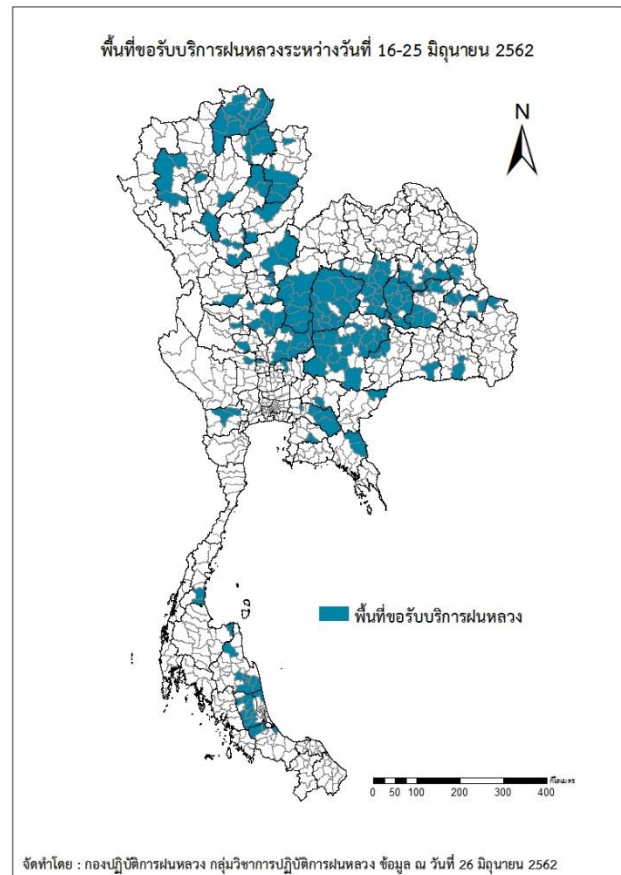 พื้นที่ขอรับบริการฝนหลวงระหว่างวันที่ 16-25 มิถุนายน 2562
N
พื้นที่ขอรับบริการฝนหลวง
กิโลเมตร
0 50 100 200 300 400
จัดทำโดย : กองปฏิบัติการฝนหลวง กลุ่มวิชาการปฏิบัติการฝนหลวง ข้อมูล ณ วันที่ 26 มิถุนายน 2562